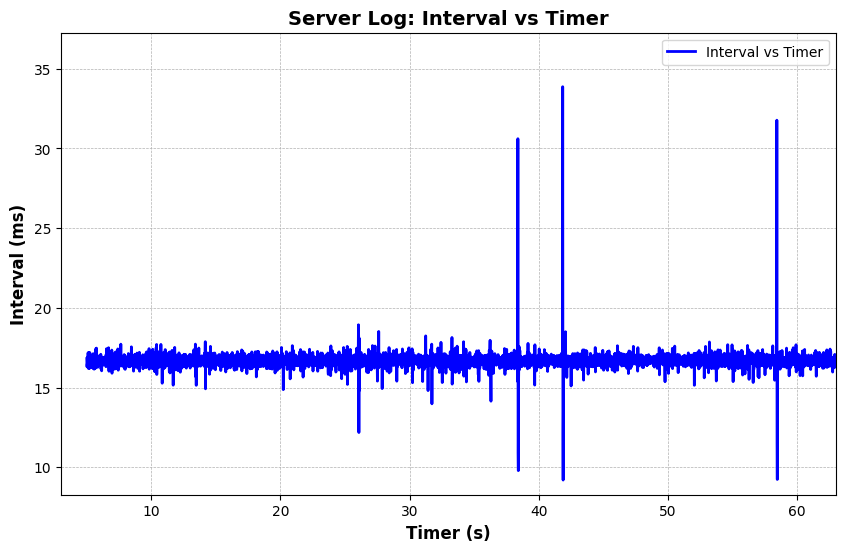 Server Log: Interval vs Timer
Interval vs Timer
35
30
25
20
15
10
Interval (ms)
10 20 30 40 50 60
Timer (s)